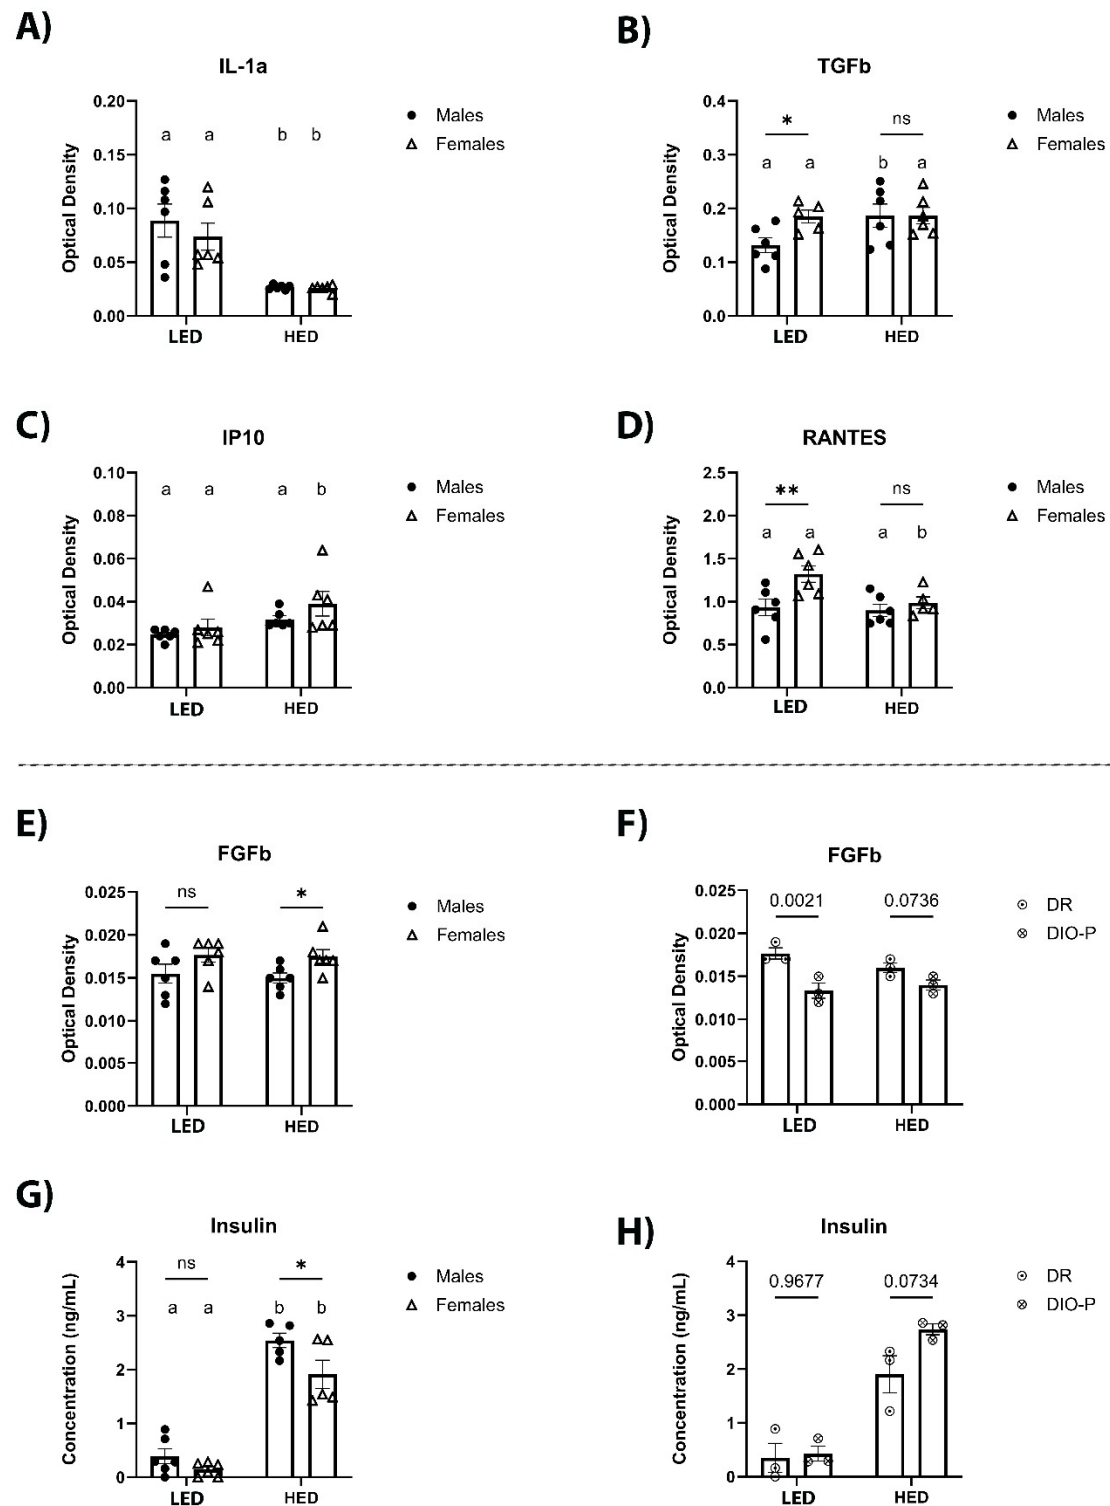 A)
IL-1a
Optical Density
0.20
0.15
0.10
0.05
0.00
a a b b
LED HED
Males
Females
B)
TGFb
Optical Density
0.4
0.3
0.2
0.1
0.0
* ns
a a b a
LED HED
Males
Females
C)
IP10
Optical Density
0.10
0.08
0.06
0.04
0.02
0.00
a a a b
LED HED
Males
Females
D)
RANTES
Optical Density
2.5
2.0
1.5
1.0
0.5
0.0
** ns
a a a b
LED HED
Males
Females
E)
FGFb
Optical Density
0.025
0.020
0.015
0.010
0.005
0.000
ns *
LED HED
Males
Females
F)
FGFb
Optical Density
0.025
0.020
0.015
0.010
0.005
0.000
0.0021 0.0736
LED HED
DR
DIO-P
G)
Insulin
Concentration (ng/mL)
4
3
2
1
0
ns *
a a b b
LED HED
Males
Females
H)
Insulin
Concentration (ng/mL)
4
3
2
1
0
0.9677 0.0734
LED HED
DR
DIO-P